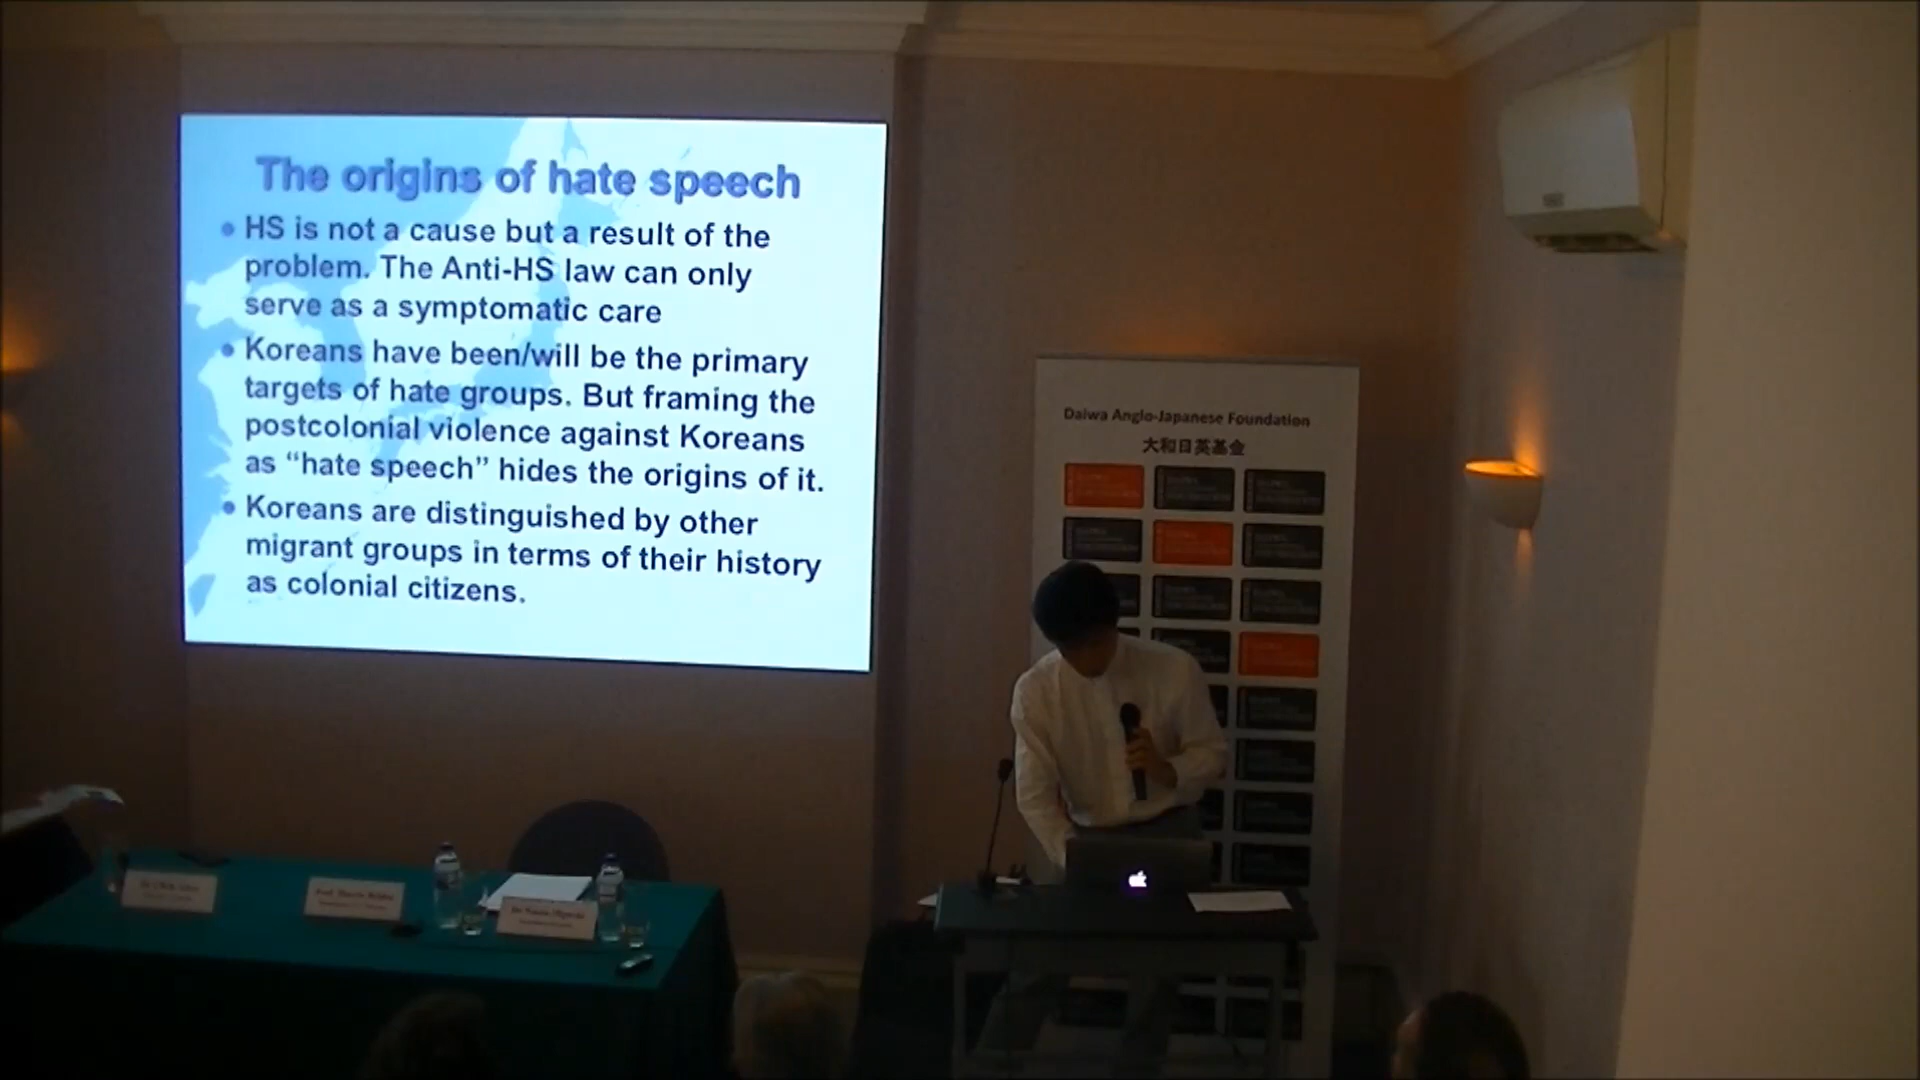 The origins of hate speech
HS is not a cause but a result of the
problem. The Anti-HS law can only
serve as a symptomatic care
Koreans have been/will be the primary
targets of hate groups. But framing the
postcolonial violence against Koreans
as “hate speech” hides the origins of it.
Koreans are distinguished by other
migrant groups in terms of their history
as colonial citizens.
Daiwa Anglo-Japanese Foundation
大和日英基金